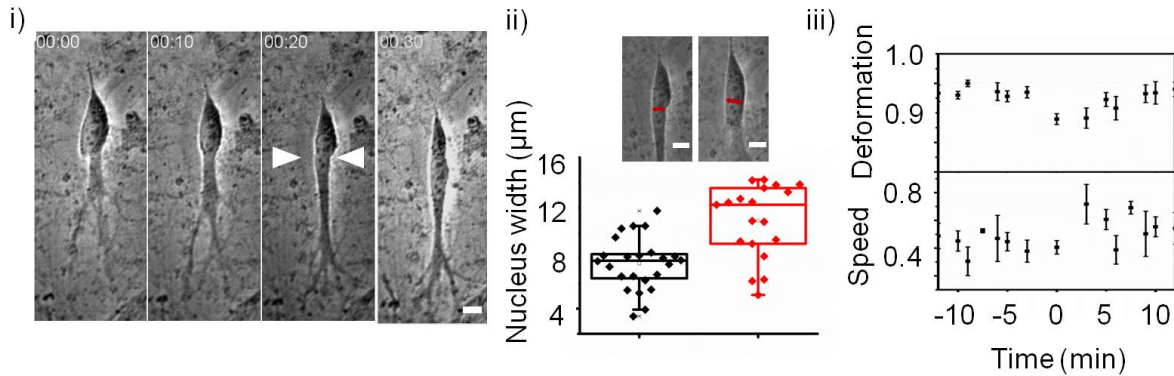 i)
00:00
00:10
00:20
00:30
ii)
Nucleus width (µm)
16
12
8
4
iii)
Deformation
1.0
0.9
Speed
0.8
0.4
-10 -5 0 5 10
Time (min)